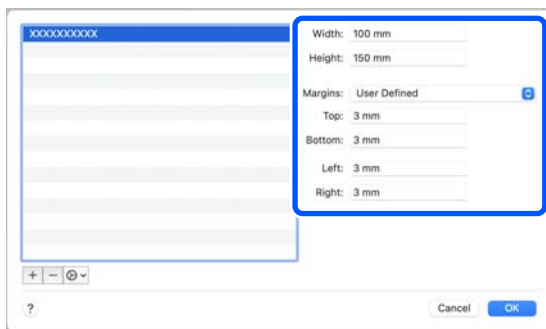 XXXXXXXXXX
Width: 100 mm
Height: 150 mm
Margins: User Defined
Top: 3 mm
Bottom: 3 mm
Left: 3 mm
Right: 3 mm
+ −
? Cancel OK